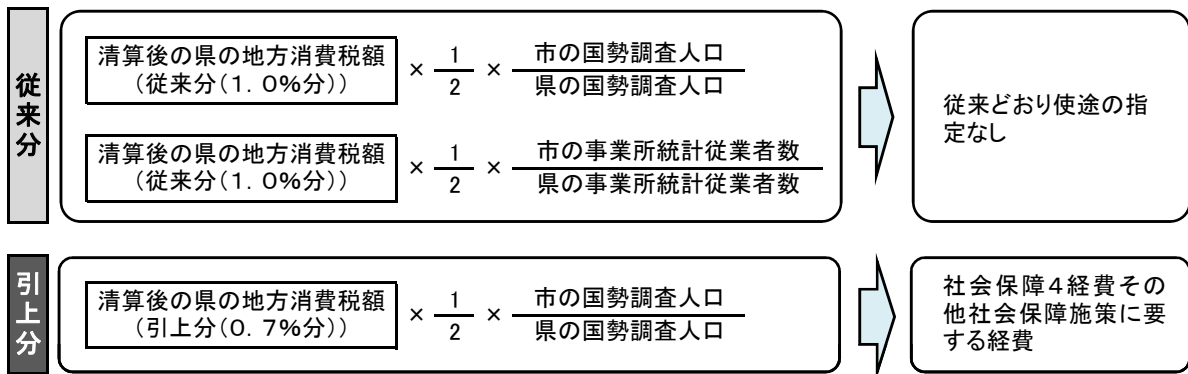 従来分
清算後の県の地方消費税額
(従来分(1.0%分))
× 1/2 × 市の国勢調査人口/県の国勢調査人口
清算後の県の地方消費税額
(従来分(1.0%分))
× 1/2 × 市の事業所統計従業者数/県の事業所統計従業者数
従来どおり使途の指
定なし
引上分
清算後の県の地方消費税額
(引上分(0.7%分))
× 1/2 × 市の国勢調査人口/県の国勢調査人口
社会保障4経費その
他社会保障施策に要
する経費